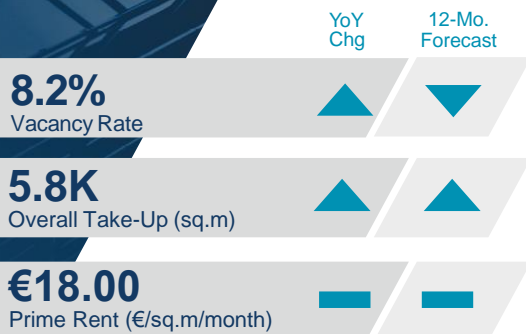 YoY
Chg
12-Mo.
Forecast
8.2%
Vacancy Rate
5.8K
Overall Take-Up (sq.m)
€18.00
Prime Rent (€/sq.m/month)